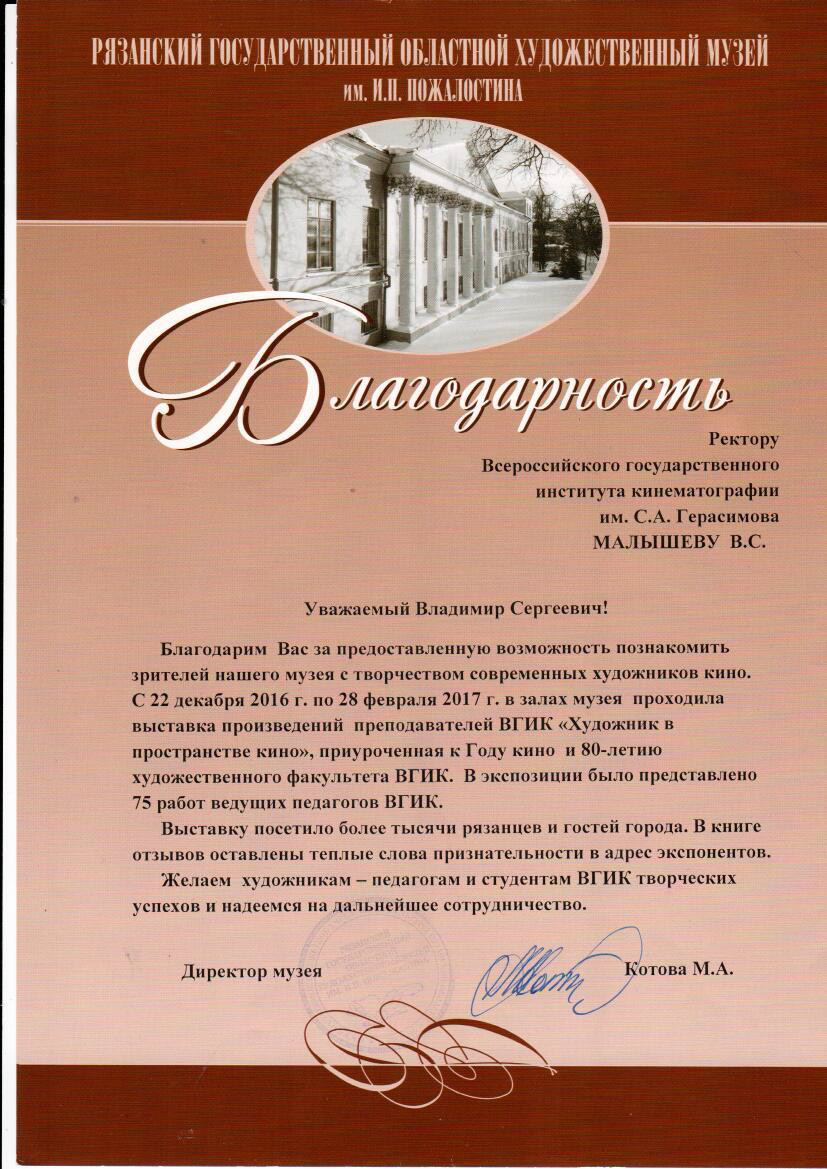 РЯЗАНСКИЙ ГОСУДАРСТВЕННЫЙ ОБЛАСТНОЙ ХУДОЖЕСТВЕННЫЙ МУЗЕЙ
им. И.П. ПОЖАЛОСТИНА
Благодарность
Ректору
Всероссийского государственного
института кинематографии
им. С.А. Герасимова
МАЛЫШЕВУ В.С.
Уважаемый Владимир Сергеевич!
Благодарим Вас за предоставленную возможность познакомить
зрителей нашего музея с творчеством современных художников кино.
С 22 декабря 2016 г. по 28 февраля 2017 г. в залах музея проходила
выставка произведений преподавателей ВГИК «Художник в
пространстве кино», приуроченная к Году кино и 80-летию
художественного факультета ВГИК. В экспозиции было представлено
75 работ ведущих педагогов ВГИК.
Выставку посетило более тысячи рязанцев и гостей города. В книге
отзывов оставлены теплые слова признательности в адрес экспонентов.
Желаем художникам – педагогам и студентам ВГИК творческих
успехов и надеемся на дальнейшее сотрудничество.
Директор музея
Котова М.А.